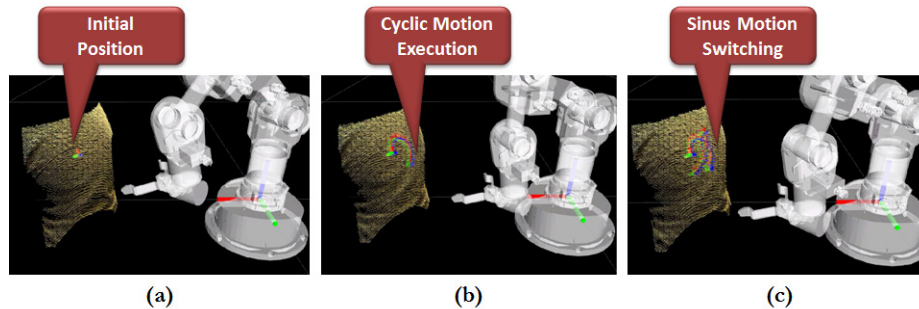 Initial
Position
Cyclic Motion
Execution
Sinus Motion
Switching
(a)
(b)
(c)